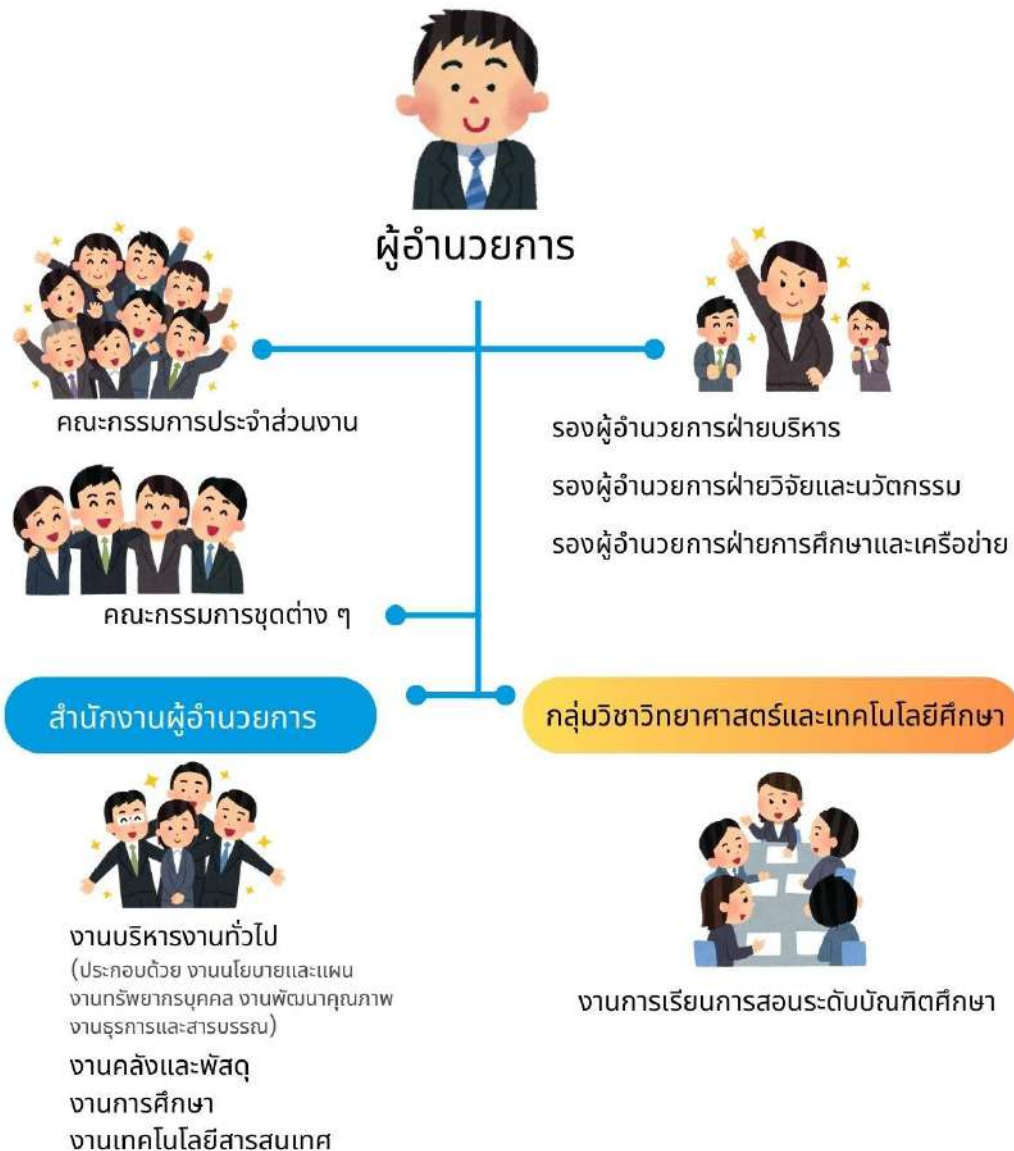 ผู้อำนวยการ
คณะกรรมการประจำส่วนงาน
รองผู้อำนวยการฝ่ายบริหาร
รองผู้อำนวยการฝ่ายวิจัยและนวัตกรรม
รองผู้อำนวยการฝ่ายการศึกษาและเครือข่าย
คณะกรรมการชุดต่าง ๆ
สำนักงานผู้อำนวยการ
กลุ่มวิชาวิทยาศาสตร์และเทคโนโลยีศึกษา
งานบริหารงานทั่วไป
(ประกอบด้วย งานนโยบายและแผน
งานทรัพยากรบุคคล งานพัฒนาคุณภาพ
งานธุรการและสารบรรณ)
งานคลังและพัสดุ
งานการศึกษา
งานเทคโนโลยีสารสนเทศ
งานการเรียนการสอนระดับบัณฑิตศึกษา